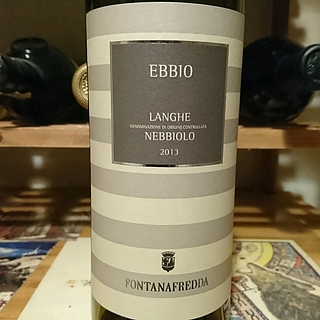 EBBIO
LANGHE
DENOMINAZIONE DI ORIGINE CONTROLLATA
NEBBIOLO
2013
FONTANAFREDDA